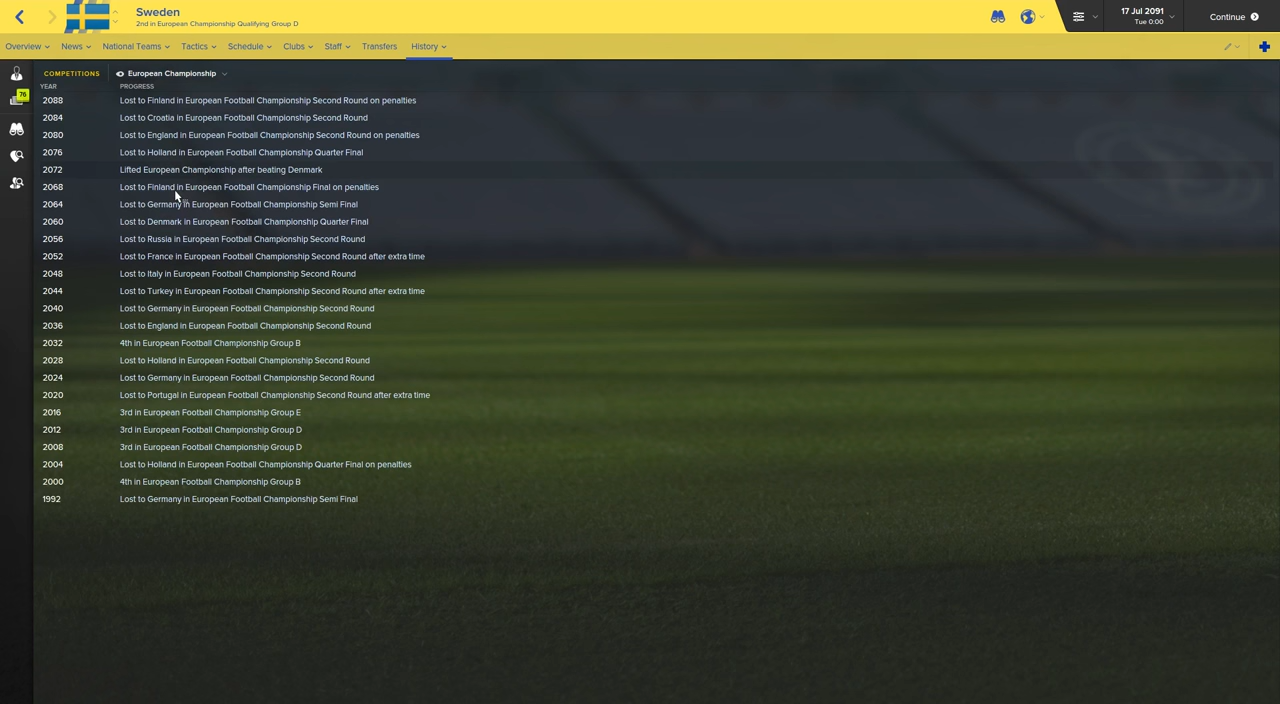 Sweden
2nd in European Championship Qualifying Group D
17 Jul 2091
Tue 0:00
Continue
Overview News National Teams Tactics Schedule Clubs Staff Transfers History
76
COMPETITIONS European Championship
YEAR PROGRESS
2088 Lost to Finland in European Football Championship Second Round on penalties
2084 Lost to Croatia in European Football Championship Second Round
2080 Lost to England in European Football Championship Second Round on penalties
2076 Lost to Holland in European Football Championship Quarter Final
2072 Lifted European Championship after beating Denmark
2068 Lost to Finland in European Football Championship Final on penalties
2064 Lost to Germany in European Football Championship Semi Final
2060 Lost to Denmark in European Football Championship Quarter Final
2056 Lost to Russia in European Football Championship Second Round
2052 Lost to France in European Football Championship Second Round after extra time
2048 Lost to Italy in European Football Championship Second Round
2044 Lost to Turkey in European Football Championship Second Round after extra time
2040 Lost to Germany in European Football Championship Second Round
2036 Lost to England in European Football Championship Second Round
2032 4th in European Football Championship Group B
2028 Lost to Holland in European Football Championship Second Round
2024 Lost to Germany in European Football Championship Second Round
2020 Lost to Portugal in European Football Championship Second Round after extra time
2016 3rd in European Football Championship Group E
2012 3rd in European Football Championship Group D
2008 3rd in European Football Championship Group D
2004 Lost to Holland in European Football Championship Quarter Final on penalties
2000 4th in European Football Championship Group B
1992 Lost to Germany in European Football Championship Semi Final